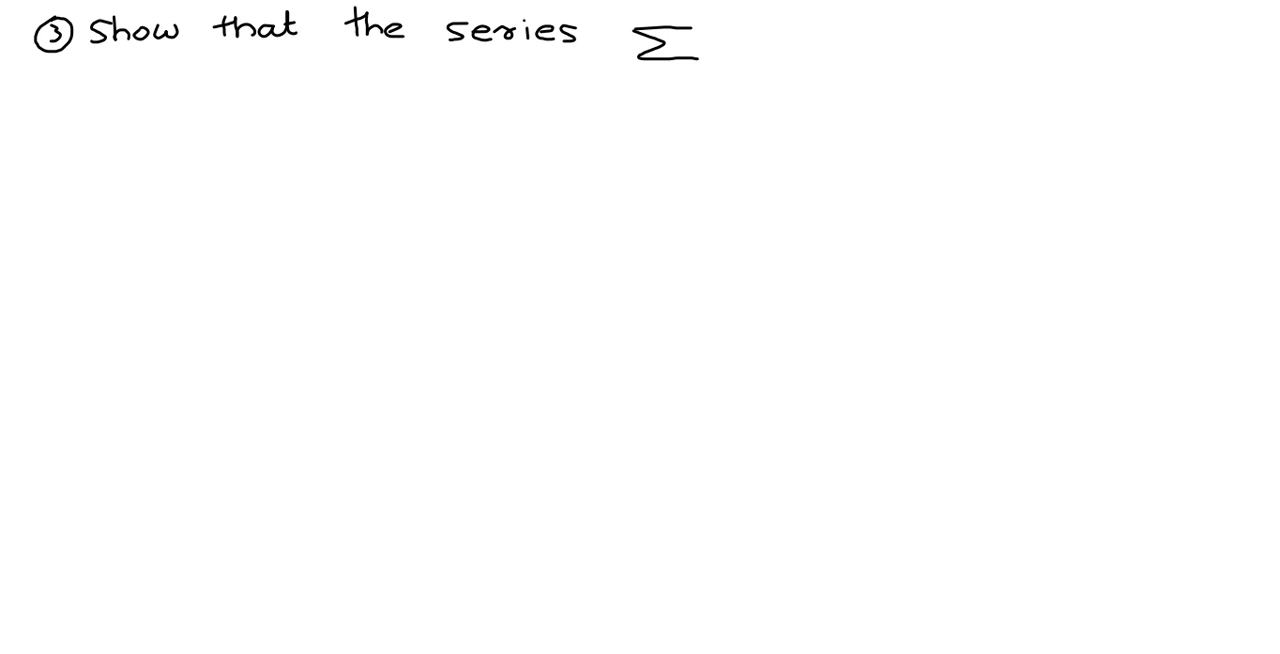 ③ Show that the series ∑